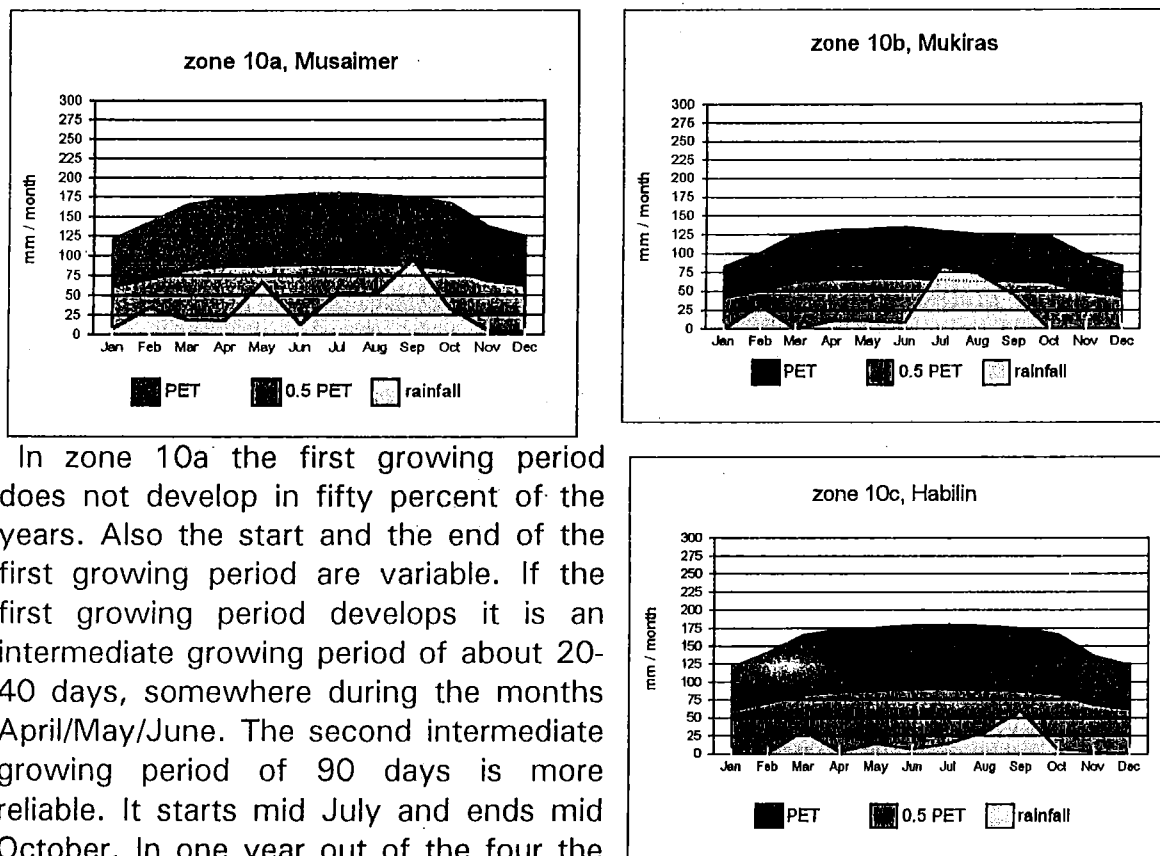 zone 10a, Musaimer
300
275
250
225
200
175
150
125
100
75
50
25
0
mm / month
Jan Feb Mar Apr May Jun Jul Aug Sep Oct Nov Dec
PET 0.5 PET rainfall
zone 10b, Mukiras
300
275
250
225
200
175
150
125
100
75
50
25
0
mm / month
Jan Feb Mar Apr May Jun Jul Aug Sep Oct Nov Dec
PET 0.5 PET rainfall
In zone 10a the first growing period
does not develop in fifty percent of the
years. Also the start and the end of the
first growing period are variable. If the
first growing period develops it is an
intermediate growing period of about 20-
40 days, somewhere during the months
April/May/June. The second intermediate
growing period of 90 days is more
reliable. It starts mid July and ends mid
October. In one year out of the four the
zone 10c, Habilin
300
275
250
225
200
175
150
125
100
75
50
25
0
mm / month
Jan Feb Mar Apr May Jun Jul Aug Sep Oct Nov Dec
PET 0.5 PET rainfall